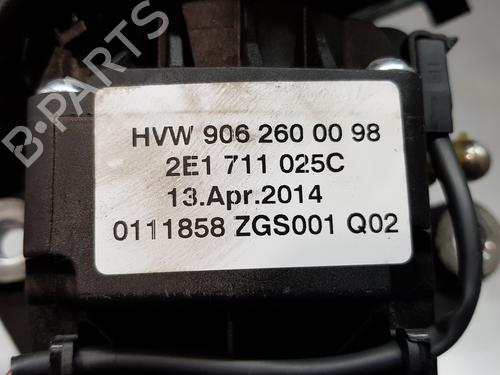 B-PARTS
HVW 906 260 00 98
2E1 711 025C
13.Apr.2014
0111858 ZGS001 Q02